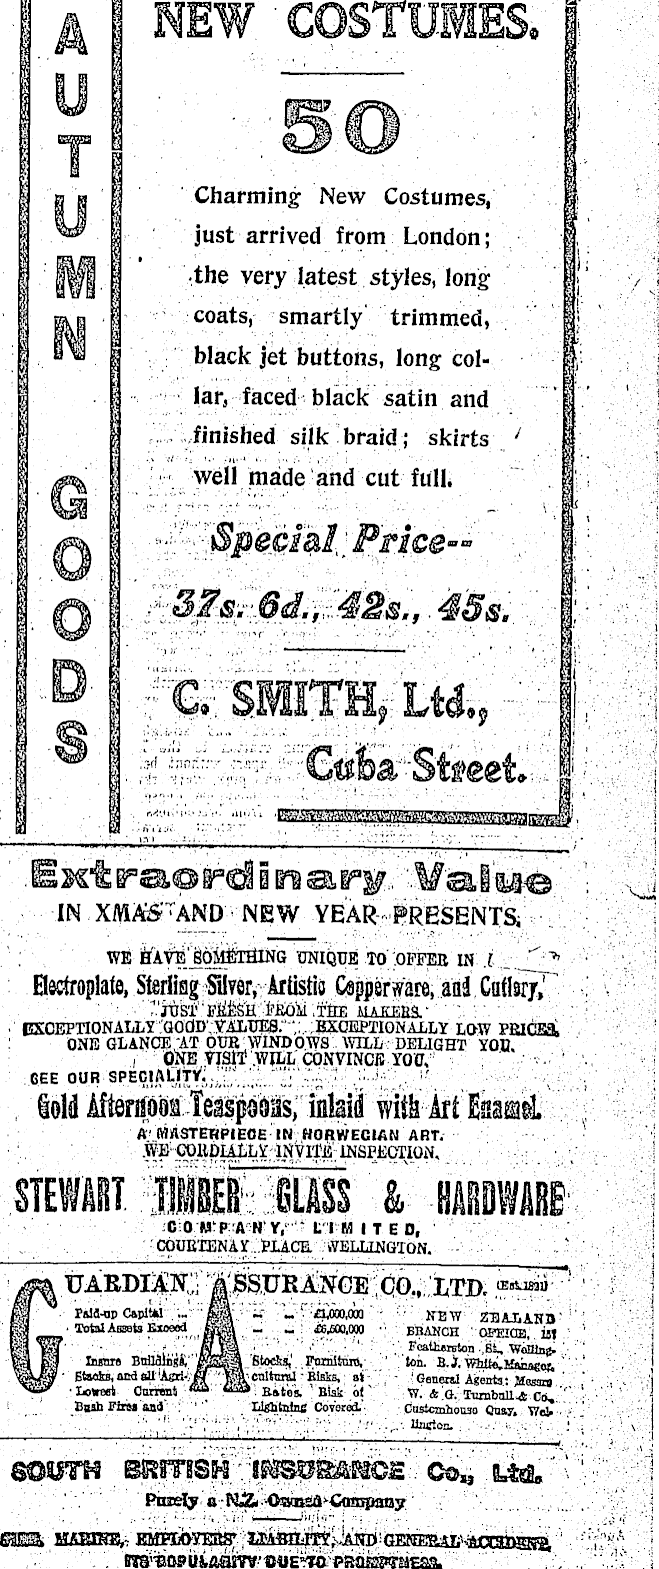 AUTUMN GOODS
NEW COSTUMES.
50
Charming New Costumes,
just arrived from London;
the very latest styles, long
coats, smartly trimmed,
black jet buttons, long col-
lar, faced black satin and
finished silk braid; skirts
well made and cut full.
Special Price--
37s. 6d., 42s., 45s.
C. SMITH, Ltd.,
Cuba Street.
Extraordinary Value
IN XMAS AND NEW YEAR PRESENTS.
WE HAVE SOMETHING UNIQUE TO OFFER IN
Electroplate, Sterling Silver, Artistic Copperware, and Cutlery,
JUST FRESH FROM THE MAKERS.
EXCEPTIONALLY GOOD VALUES. EXCEPTIONALLY LOW PRICES.
ONE GLANCE AT OUR WINDOWS WILL DELIGHT YOU.
ONE VISIT WILL CONVINCE YOU.
SEE OUR SPECIALITY.
Gold Afternoon Teaspoons, inlaid with Art Enamel.
A MASTERPIECE IN NORWEGIAN ART.
WE CORDIALLY INVITE INSPECTION.
STEWART TIMBER GLASS & HARDWARE
COMPANY, LIMITED,
COURTENAY PLACE WELLINGTON.
GUARDIAN ASSURANCE CO., LTD. (Est. 1821)
Paid-up Capital ... — — £1,000,000
Total Assets Exceed — — £6,500,000
Insure Buildings, Stocks, Furniture,
Stacks, and all Agri- cultural Risks, at
Lowest Current Rates. Risk of
Bush Fires and Lightning Covered.
NEW ZEALAND
BRANCH OFFICE, 151
Featherston St., Welling-
ton. B. J. White, Manager.
General Agents: Messrs
W. & G. Turnbull & Co.,
Customhouse Quay, Wel-
lington.
SOUTH BRITISH INSURANCE Co., Ltd.
Purely a N.Z. Owned Company
FIRE, MARINE, EMPLOYERS' LIABILITY, AND GENERAL ACCIDENT.
ITS POPULARITY DUE TO PROMPTNESS.